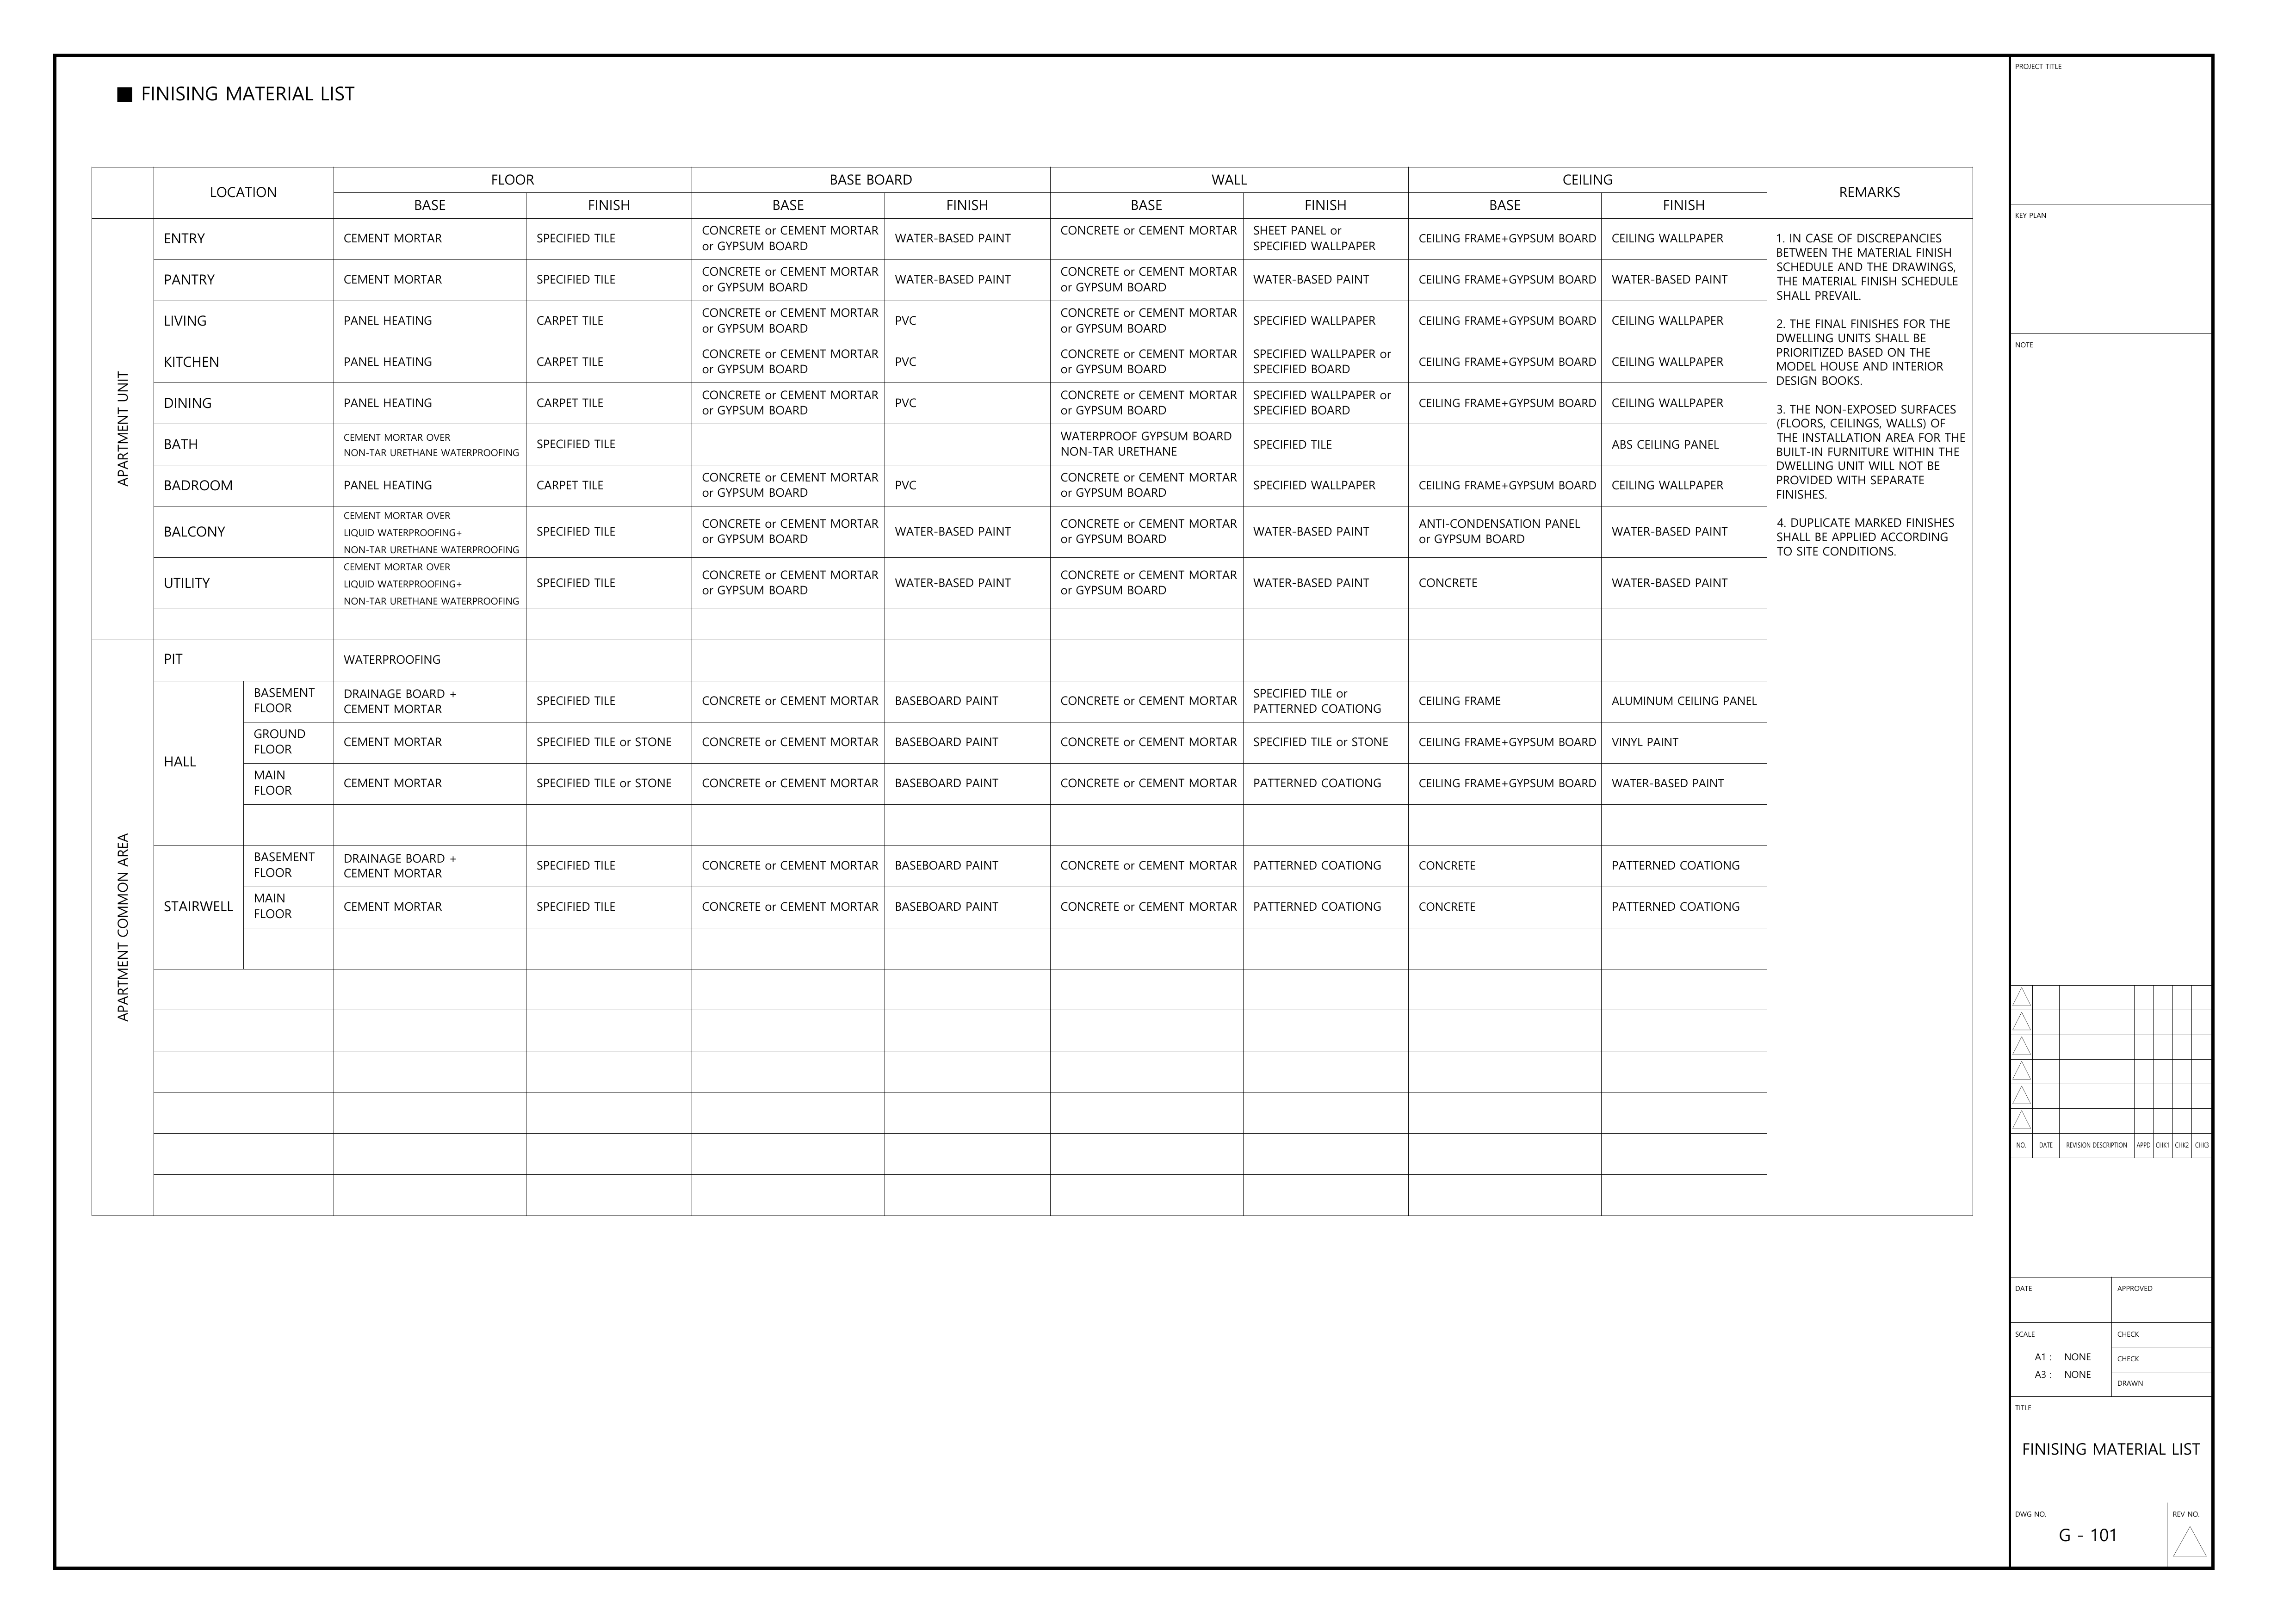 ■ FINISING MATERIAL LIST
LOCATION
FLOOR
BASE BOARD
WALL
CEILING
REMARKS
BASE
FINISH
BASE
FINISH
BASE
FINISH
BASE
FINISH
APARTMENT UNIT
ENTRY
CEMENT MORTAR
SPECIFIED TILE
CONCRETE or CEMENT MORTAR
or GYPSUM BOARD
WATER-BASED PAINT
CONCRETE or CEMENT MORTAR
SHEET PANEL or
SPECIFIED WALLPAPER
CEILING FRAME+GYPSUM BOARD
CEILING WALLPAPER
PANTRY
CEMENT MORTAR
SPECIFIED TILE
CONCRETE or CEMENT MORTAR
or GYPSUM BOARD
WATER-BASED PAINT
CONCRETE or CEMENT MORTAR
or GYPSUM BOARD
WATER-BASED PAINT
CEILING FRAME+GYPSUM BOARD
WATER-BASED PAINT
LIVING
PANEL HEATING
CARPET TILE
CONCRETE or CEMENT MORTAR
or GYPSUM BOARD
PVC
CONCRETE or CEMENT MORTAR
or GYPSUM BOARD
SPECIFIED WALLPAPER
CEILING FRAME+GYPSUM BOARD
CEILING WALLPAPER
KITCHEN
PANEL HEATING
CARPET TILE
CONCRETE or CEMENT MORTAR
or GYPSUM BOARD
PVC
CONCRETE or CEMENT MORTAR
or GYPSUM BOARD
SPECIFIED WALLPAPER or
SPECIFIED BOARD
CEILING FRAME+GYPSUM BOARD
CEILING WALLPAPER
DINING
PANEL HEATING
CARPET TILE
CONCRETE or CEMENT MORTAR
or GYPSUM BOARD
PVC
CONCRETE or CEMENT MORTAR
or GYPSUM BOARD
SPECIFIED WALLPAPER or
SPECIFIED BOARD
CEILING FRAME+GYPSUM BOARD
CEILING WALLPAPER
BATH
CEMENT MORTAR OVER
NON-TAR URETHANE WATERPROOFING
SPECIFIED TILE
WATERPROOF GYPSUM BOARD
NON-TAR URETHANE
SPECIFIED TILE
ABS CEILING PANEL
BADROOM
PANEL HEATING
CARPET TILE
CONCRETE or CEMENT MORTAR
or GYPSUM BOARD
PVC
CONCRETE or CEMENT MORTAR
or GYPSUM BOARD
SPECIFIED WALLPAPER
CEILING FRAME+GYPSUM BOARD
CEILING WALLPAPER
BALCONY
CEMENT MORTAR OVER
LIQUID WATERPROOFING+
NON-TAR URETHANE WATERPROOFING
SPECIFIED TILE
CONCRETE or CEMENT MORTAR
or GYPSUM BOARD
WATER-BASED PAINT
CONCRETE or CEMENT MORTAR
or GYPSUM BOARD
WATER-BASED PAINT
ANTI-CONDENSATION PANEL
or GYPSUM BOARD
WATER-BASED PAINT
UTILITY
CEMENT MORTAR OVER
LIQUID WATERPROOFING+
NON-TAR URETHANE WATERPROOFING
SPECIFIED TILE
CONCRETE or CEMENT MORTAR
or GYPSUM BOARD
WATER-BASED PAINT
CONCRETE or CEMENT MORTAR
or GYPSUM BOARD
WATER-BASED PAINT
CONCRETE
WATER-BASED PAINT
APARTMENT COMMON AREA
PIT
WATERPROOFING
HALL
BASEMENT
FLOOR
DRAINAGE BOARD +
CEMENT MORTAR
SPECIFIED TILE
CONCRETE or CEMENT MORTAR
BASEBOARD PAINT
CONCRETE or CEMENT MORTAR
SPECIFIED TILE or
PATTERNED COATIONG
CEILING FRAME
ALUMINUM CEILING PANEL
GROUND
FLOOR
CEMENT MORTAR
SPECIFIED TILE or STONE
CONCRETE or CEMENT MORTAR
BASEBOARD PAINT
CONCRETE or CEMENT MORTAR
SPECIFIED TILE or STONE
CEILING FRAME+GYPSUM BOARD
VINYL PAINT
MAIN
FLOOR
CEMENT MORTAR
SPECIFIED TILE or STONE
CONCRETE or CEMENT MORTAR
BASEBOARD PAINT
CONCRETE or CEMENT MORTAR
PATTERNED COATIONG
CEILING FRAME+GYPSUM BOARD
WATER-BASED PAINT
STAIRWELL
BASEMENT
FLOOR
DRAINAGE BOARD +
CEMENT MORTAR
SPECIFIED TILE
CONCRETE or CEMENT MORTAR
BASEBOARD PAINT
CONCRETE or CEMENT MORTAR
PATTERNED COATIONG
CONCRETE
PATTERNED COATIONG
MAIN
FLOOR
CEMENT MORTAR
SPECIFIED TILE
CONCRETE or CEMENT MORTAR
BASEBOARD PAINT
CONCRETE or CEMENT MORTAR
PATTERNED COATIONG
CONCRETE
PATTERNED COATIONG
1. IN CASE OF DISCREPANCIES
BETWEEN THE MATERIAL FINISH
SCHEDULE AND THE DRAWINGS,
THE MATERIAL FINISH SCHEDULE
SHALL PREVAIL.
2. THE FINAL FINISHES FOR THE
DWELLING UNITS SHALL BE
PRIORITIZED BASED ON THE
MODEL HOUSE AND INTERIOR
DESIGN BOOKS.
3. THE NON-EXPOSED SURFACES
(FLOORS, CEILINGS, WALLS) OF
THE INSTALLATION AREA FOR THE
BUILT-IN FURNITURE WITHIN THE
DWELLING UNIT WILL NOT BE
PROVIDED WITH SEPARATE
FINISHES.
4. DUPLICATE MARKED FINISHES
SHALL BE APPLIED ACCORDING
TO SITE CONDITIONS.
PROJECT TITLE
KEY PLAN
NOTE
NO.
DATE
REVISION DESCRIPTION
APPD
CHK1
CHK2
CHK3
DATE
APPROVED
SCALE
A1 : NONE
A3 : NONE
CHECK
CHECK
DRAWN
TITLE
FINISING MATERIAL LIST
DWG NO.
G - 101
REV NO.